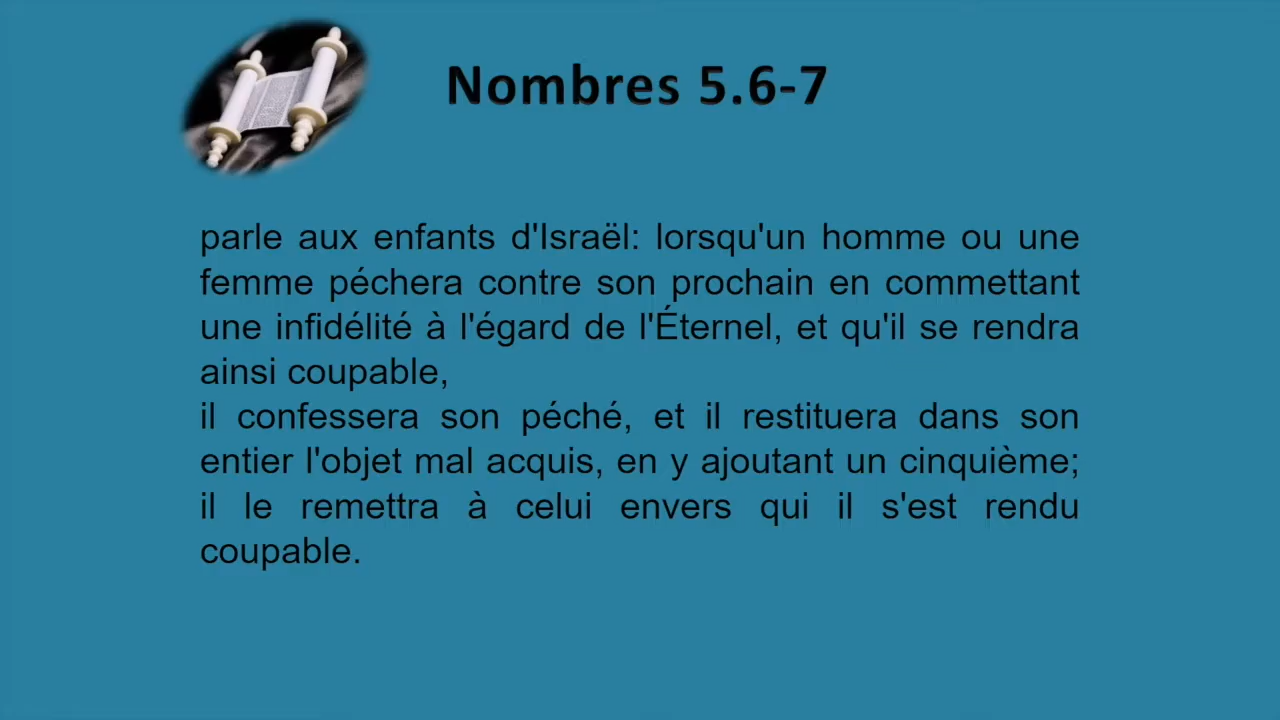 Nombres 5.6-7
parle aux enfants d'Israël: lorsqu'un homme ou une
femme péchera contre son prochain en commettant
une infidélité à l'égard de l'Éternel, et qu'il se rendra
ainsi coupable,
il confessera son péché, et il restituera dans son
entier l'objet mal acquis, en y ajoutant un cinquième;
il le remettra à celui envers qui il s'est rendu
coupable.